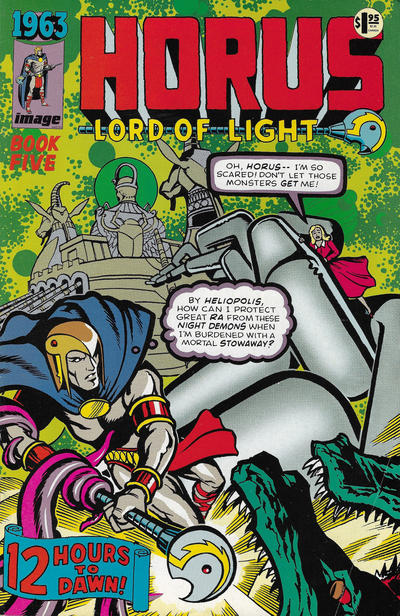 1963
HORUS
$1.95
image
LORD OF LIGHT
BOOK
FIVE
OH, HORUS-- I'M SO
SCARED! DON'T LET THOSE
MONSTERS GET ME!
BY HELIOPOLIS,
HOW CAN I PROTECT
GREAT RA FROM THESE
NIGHT DEMONS WHEN
I'M BURDENED WITH A
MORTAL STOWAWAY?
12 HOURS
TO
DAWN!